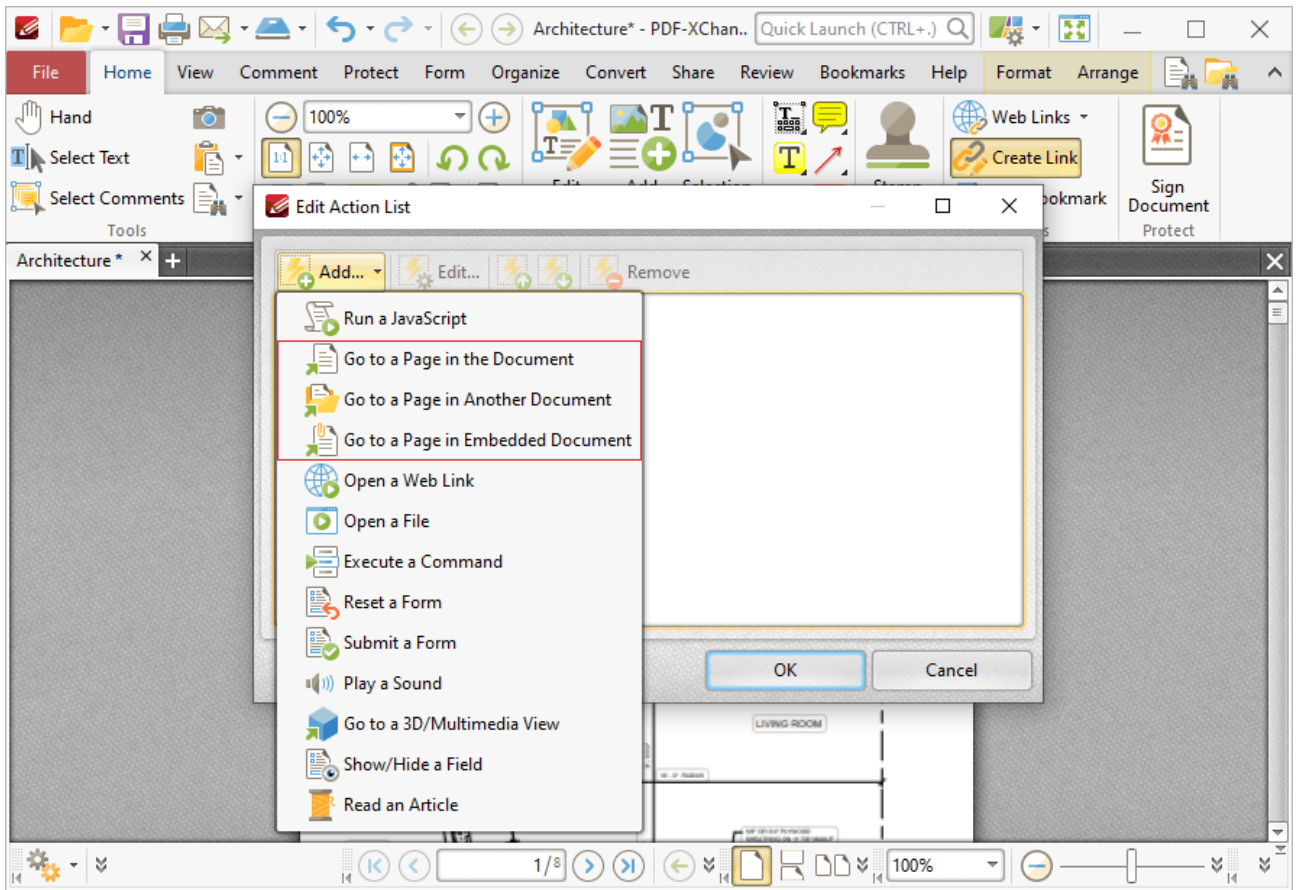 Architecture* - PDF-XChan.. Quick Launch (CTRL+.)
File Home View Comment Protect Form Organize Convert Share Review Bookmarks Help Format Arrange
Hand 100% Web Links
Select Text 1:1 Create Link
Select Comments
Tools
Sign
Document
Protect
Architecture *
Edit Action List
Add... Edit... Remove
Run a JavaScript
Go to a Page in the Document
Go to a Page in Another Document
Go to a Page in Embedded Document
Open a Web Link
Open a File
Execute a Command
Reset a Form
Submit a Form
Play a Sound
Go to a 3D/Multimedia View
Show/Hide a Field
Read an Article
OK Cancel
LIVING ROOM
1/8 100%